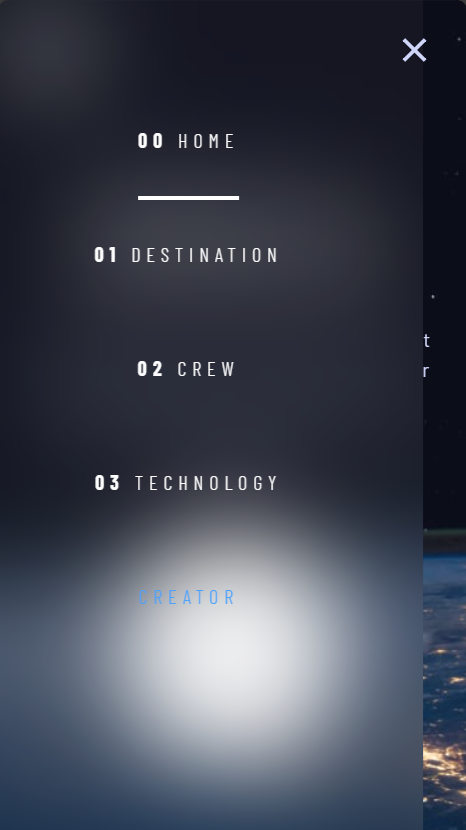 00 HOME
01 DESTINATION
t
r
02 CREW
03 TECHNOLOGY
CREATOR